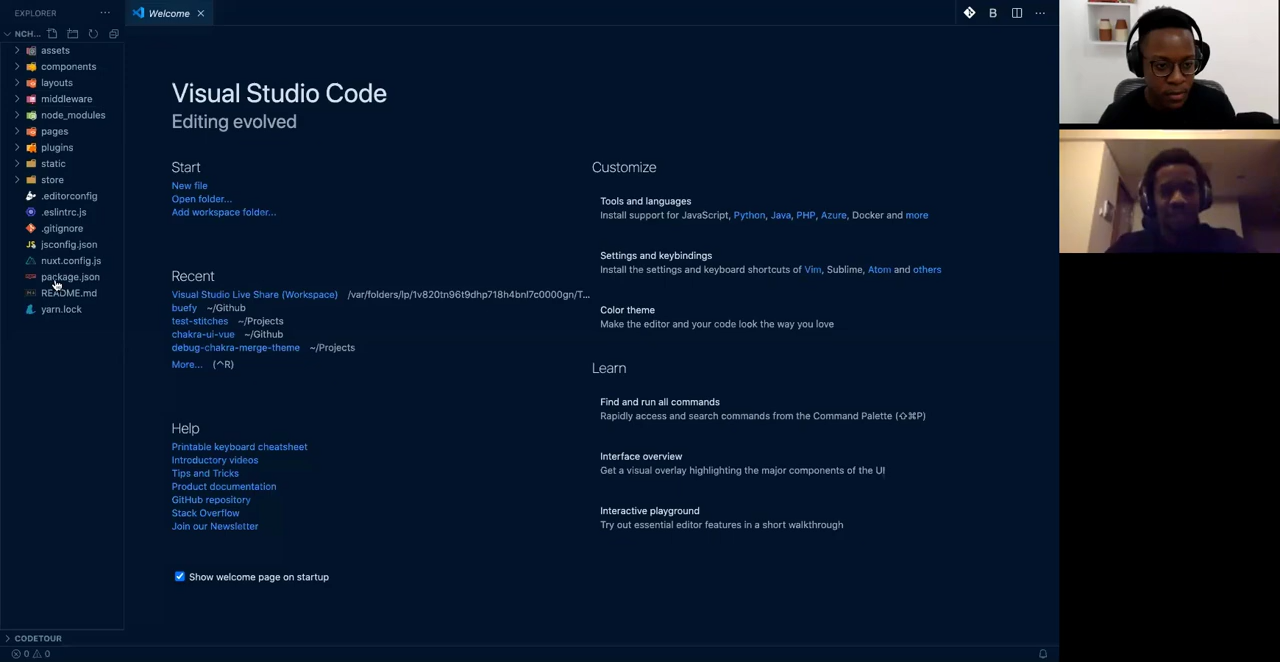 EXPLORER
NCH...
assets
components
layouts
middleware
node_modules
pages
plugins
static
store
.editorconfig
.eslintrc.js
.gitignore
JS jsconfig.json
nuxt.config.js
package.json
README.md
yarn.lock
CODETOUR
0 0
Welcome
B
Visual Studio Code
Editing evolved
Start
New file
Open folder...
Add workspace folder...
Recent
Visual Studio Live Share (Workspace) /var/folders/lp/1v820tn96t9dhp718h4bnl7c0000gn/T...
buefy ~/Github
test-stitches ~/Projects
chakra-ui-vue ~/Github
debug-chakra-merge-theme ~/Projects
More... (^R)
Help
Printable keyboard cheatsheet
Introductory videos
Tips and Tricks
Product documentation
GitHub repository
Stack Overflow
Join our Newsletter
Show welcome page on startup
Customize
Tools and languages
Install support for JavaScript, Python, Java, PHP, Azure, Docker and more
Settings and keybindings
Install the settings and keyboard shortcuts of Vim, Sublime, Atom and others
Color theme
Make the editor and your code look the way you love
Learn
Find and run all commands
Rapidly access and search commands from the Command Palette (⇧⌘P)
Interface overview
Get a visual overlay highlighting the major components of the UI
Interactive playground
Try out essential editor features in a short walkthrough